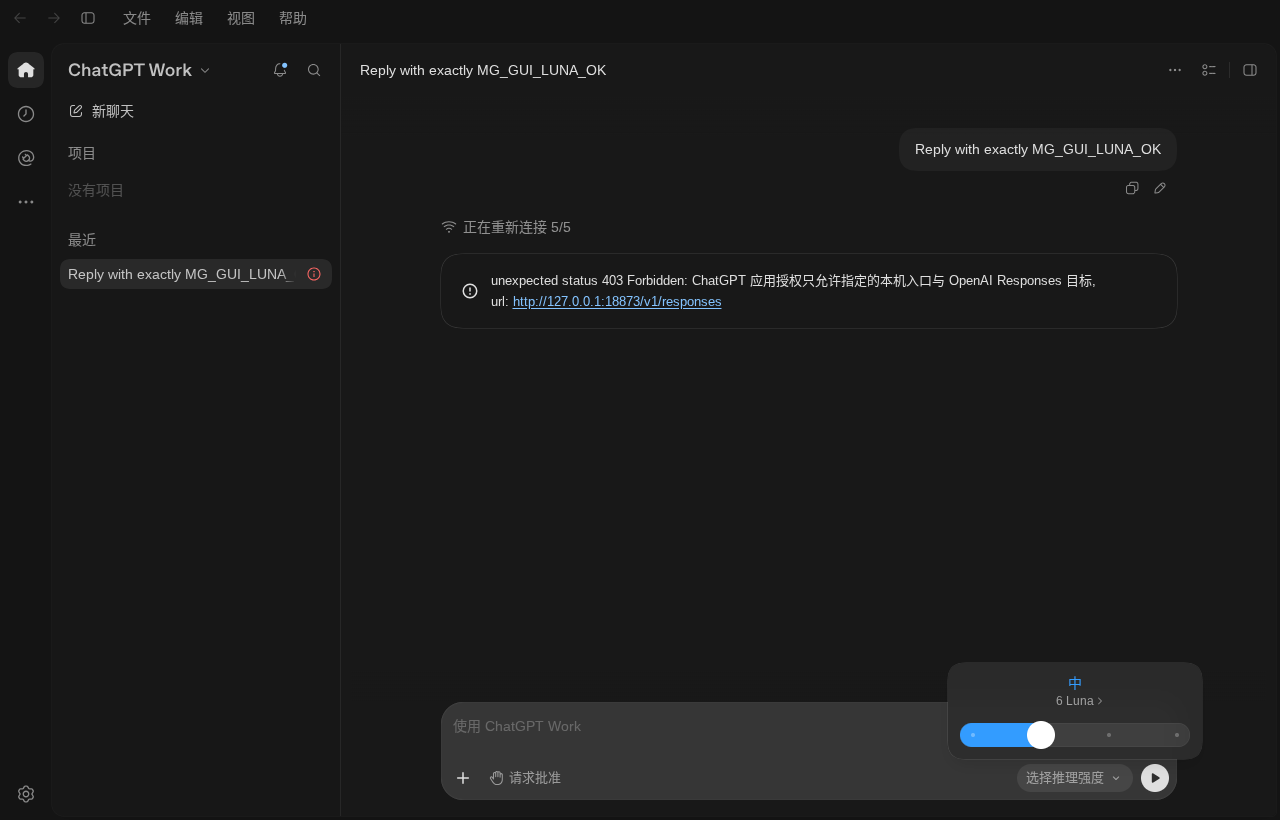 文件 编辑 视图 帮助
ChatGPT Work
新聊天
项目
没有项目
最近
Reply with exactly MG_GUI_LUNA_
Reply with exactly MG_GUI_LUNA_OK
Reply with exactly MG_GUI_LUNA_OK
正在重新连接 5/5
unexpected status 403 Forbidden: ChatGPT 应用授权只允许指定的本机入口与 OpenAI Responses 目标,
url: http://127.0.0.1:18873/v1/responses
中
6 Luna
使用 ChatGPT Work
请求批准
选择推理强度